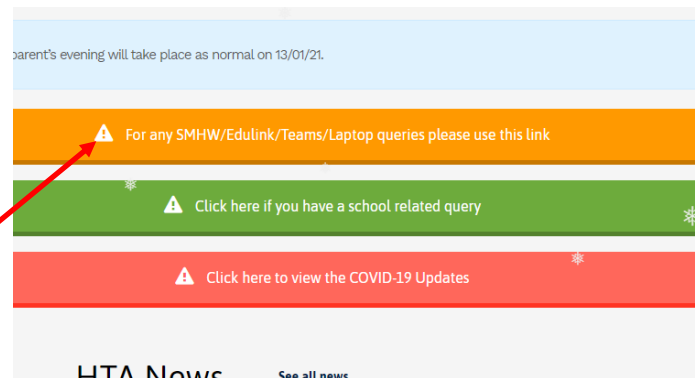 parent's evening will take place as normal on 13/01/21.
For any SMHW/Edulink/Teams/Laptop queries please use this link
Click here if you have a school related query
Click here to view the COVID-19 Updates
HTA News See all news